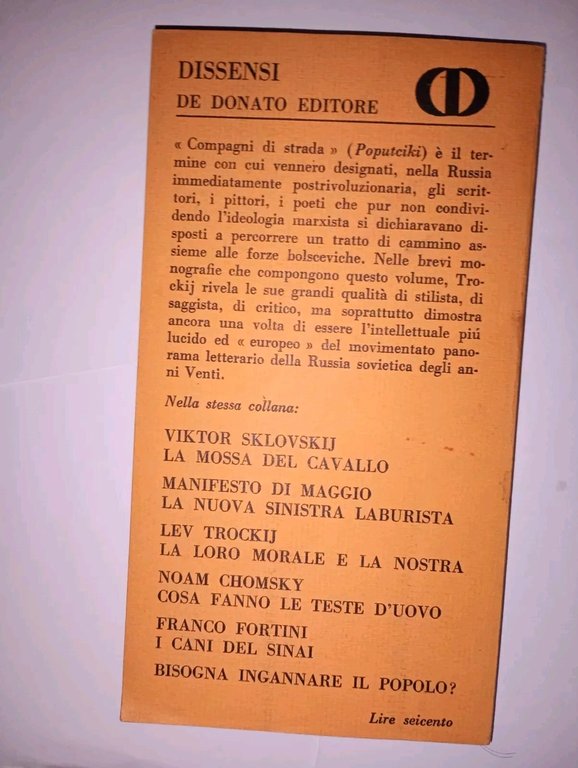 DISSENSI
DE DONATO EDITORE
« Compagni di strada » (Poputciki) è il ter-
mine con cui vennero designati, nella Russia
immediatamente postrivoluzionaria, gli scrit-
tori, i pittori, i poeti che pur non condivi-
dendo l'ideologia marxista si dichiaravano di-
sposti a percorrere un tratto di cammino as-
sieme alle forze bolsceviche. Nelle brevi mo-
nografie che compongono questo volume, Tro-
ckij rivela le sue grandi qualità di stilista, di
saggista, di critico, ma soprattutto dimostra
ancora una volta di essere l'intellettuale piú
lucido ed « europeo » del movimentato pano-
rama letterario della Russia sovietica degli an-
ni Venti.
Nella stessa collana:
VIKTOR SKLOVSKIJ
LA MOSSA DEL CAVALLO
MANIFESTO DI MAGGIO
LA NUOVA SINISTRA LABURISTA
LEV TROCKIJ
LA LORO MORALE E LA NOSTRA
NOAM CHOMSKY
COSA FANNO LE TESTE D'UOVO
FRANCO FORTINI
I CANI DEL SINAI
BISOGNA INGANNARE IL POPOLO?
Lire seicento